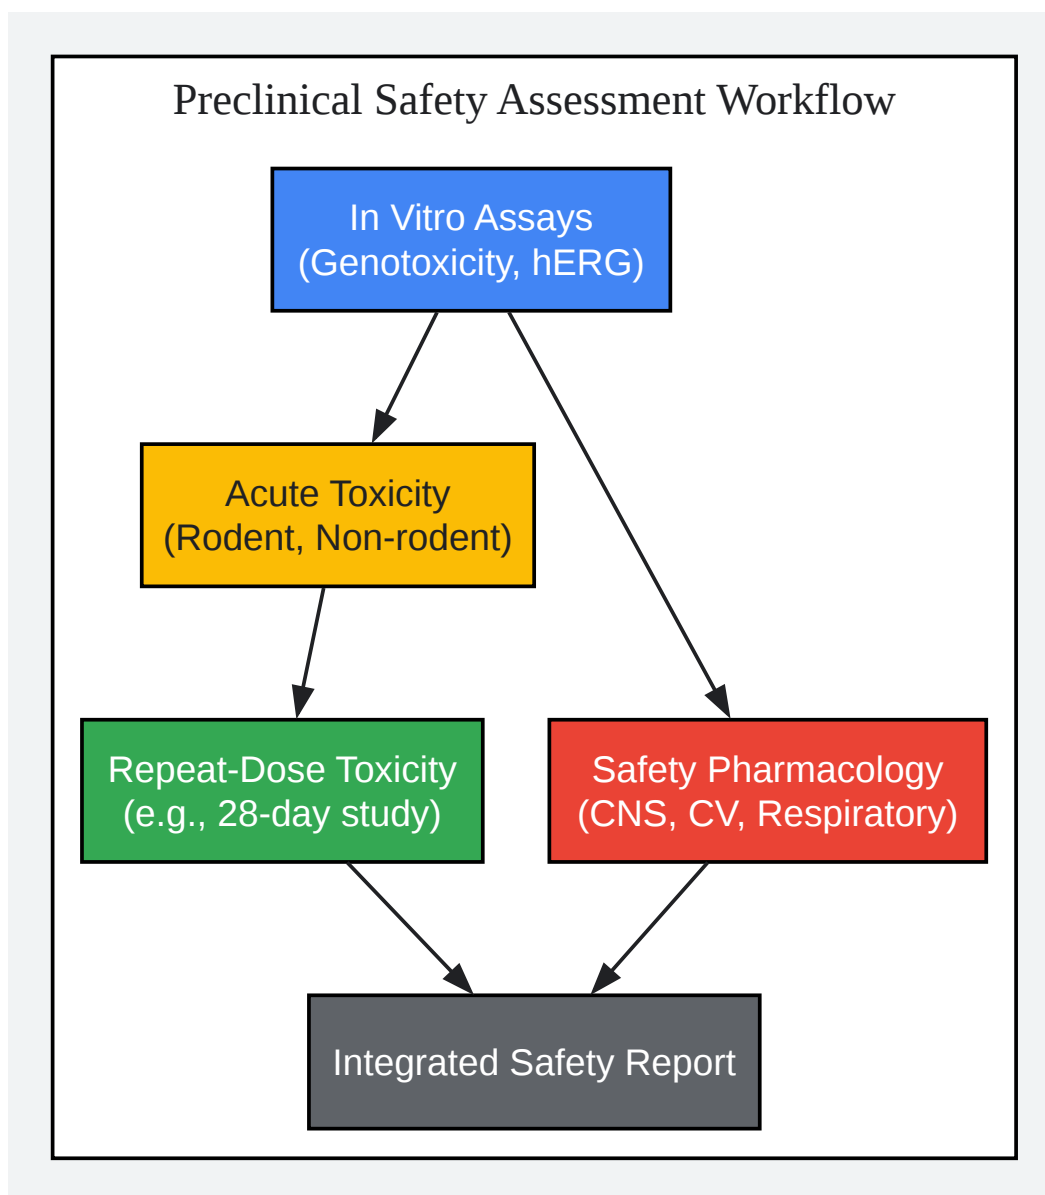 Preclinical Safety Assessment Workflow
In Vitro Assays
(Genotoxicity, hERG)
Acute Toxicity
(Rodent, Non-rodent)
Repeat-Dose Toxicity
(e.g., 28-day study)
Safety Pharmacology
(CNS, CV, Respiratory)
Integrated Safety Report